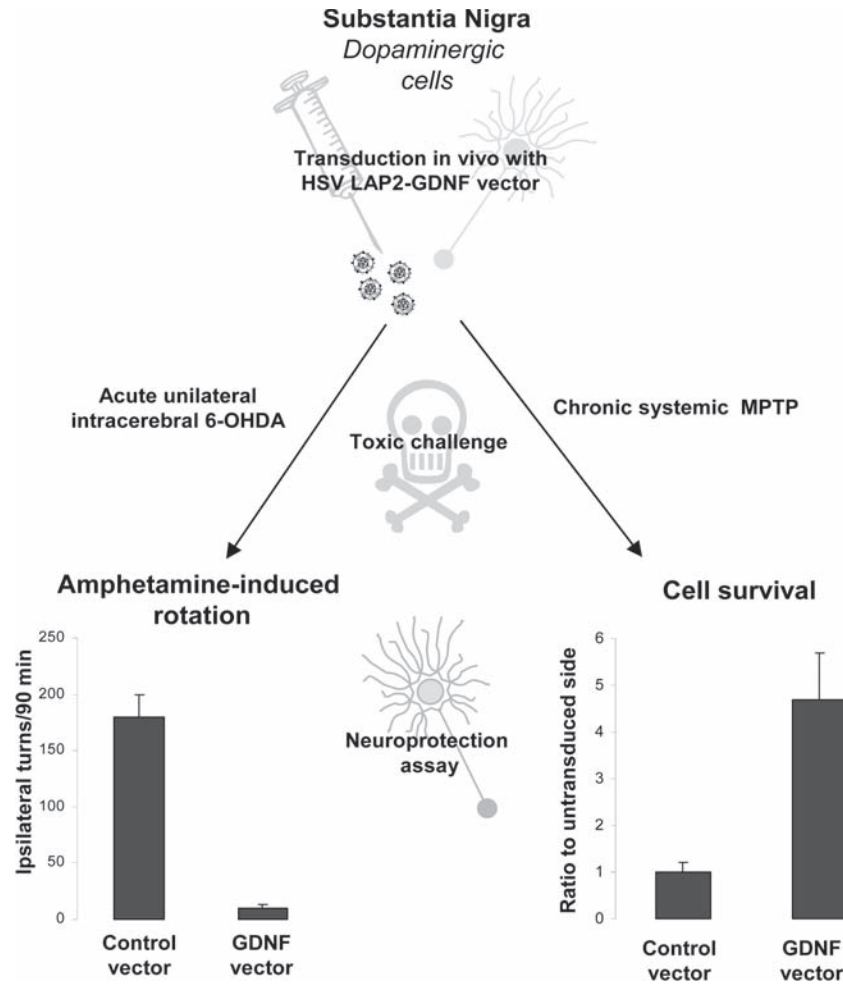 Substantia Nigra
Dopaminergic
cells
Transduction in vivo with
HSV LAP2-GDNF vector
Acute unilateral
intracerebral 6-OHDA
Toxic challenge
Chronic systemic MPTP
Amphetamine-induced
rotation
Ipsilateral turns/90 min
250
200
150
100
50
0
Control
vector
GDNF
vector
Neuroprotection
assay
Cell survival
Ratio to untransduced side
6
5
4
3
2
1
0
Control
vector
GDNF
vector